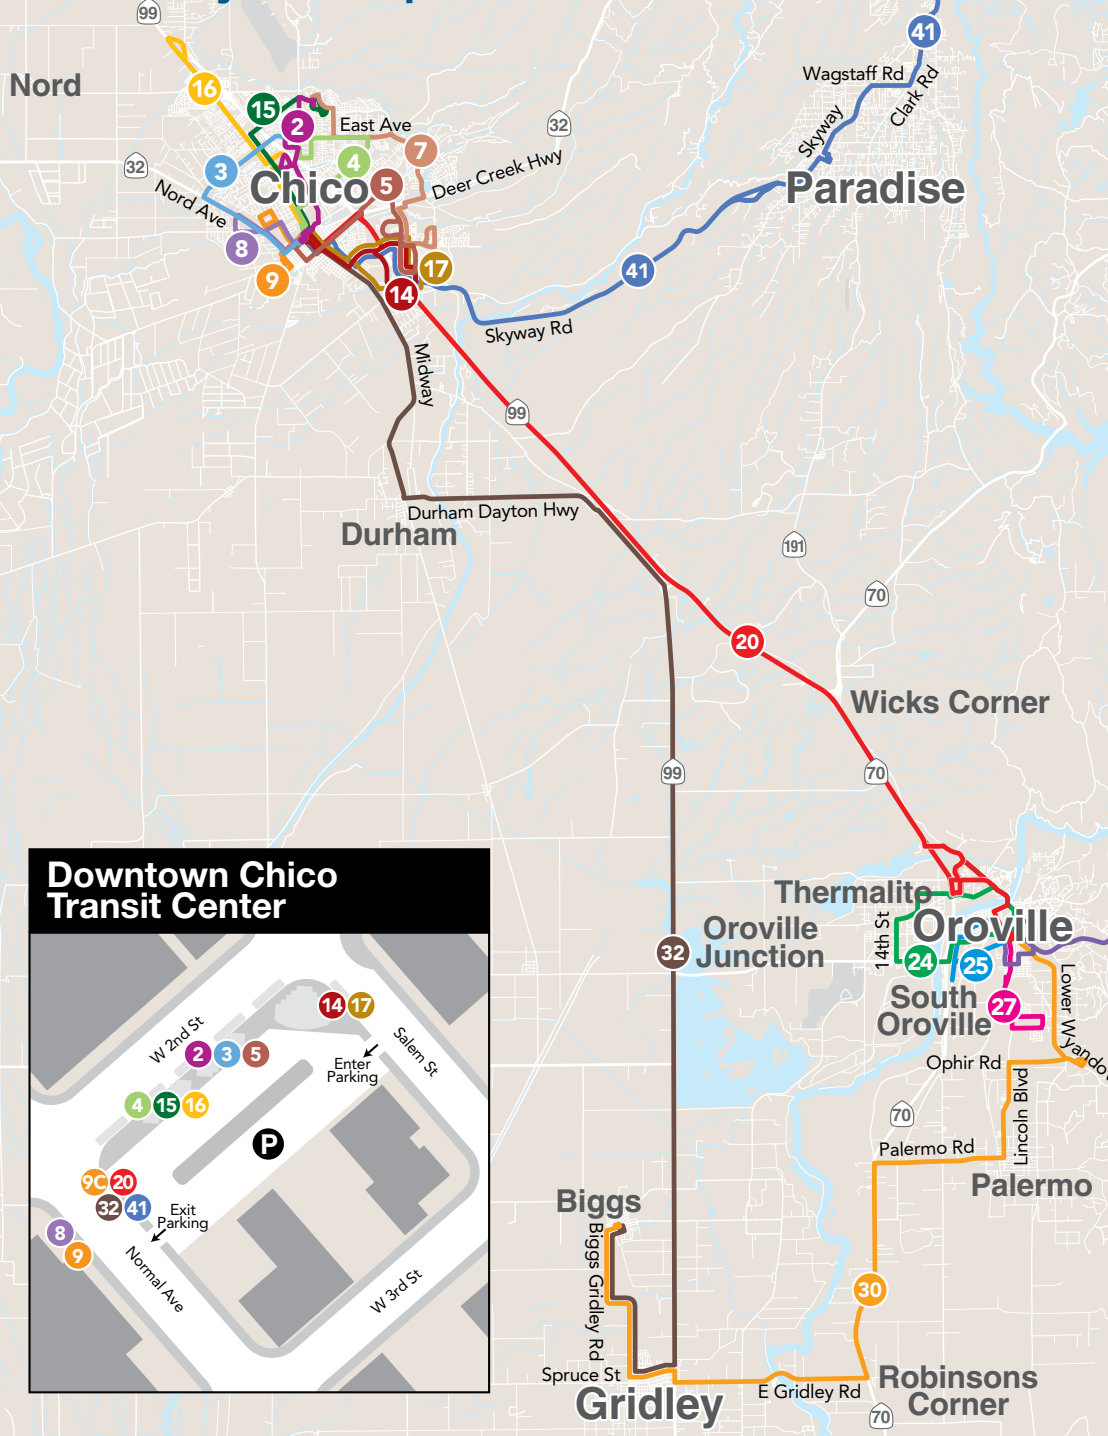 99
41
Nord
Wagstaff Rd
Clark Rd
16
15
2
East Ave
32
Skyway
32
3
4
7
Deer Creek Hwy
Chico
5
Paradise
Nord Ave
8
9
17
41
14
Skyway Rd
Midway
99
Durham Dayton Hwy
Durham
191
70
20
Wicks Corner
99
70
Downtown Chico
Transit Center
Thermalito
14th St
Oroville
Oroville
Junction
32
24
25
South
Oroville
27
Lower Wyando
Ophir Rd
Lincoln Blvd
70
Palermo Rd
Palermo
Biggs
Biggs Gridley Rd
30
Spruce St
Gridley
E Gridley Rd
Robinsons
Corner
70
14 17
W 2nd St
Salem St
2 3 5
Enter
Parking
4 15 16
P
9C 20
32 41
Exit
Parking
8
9
Normal Ave
W 3rd St